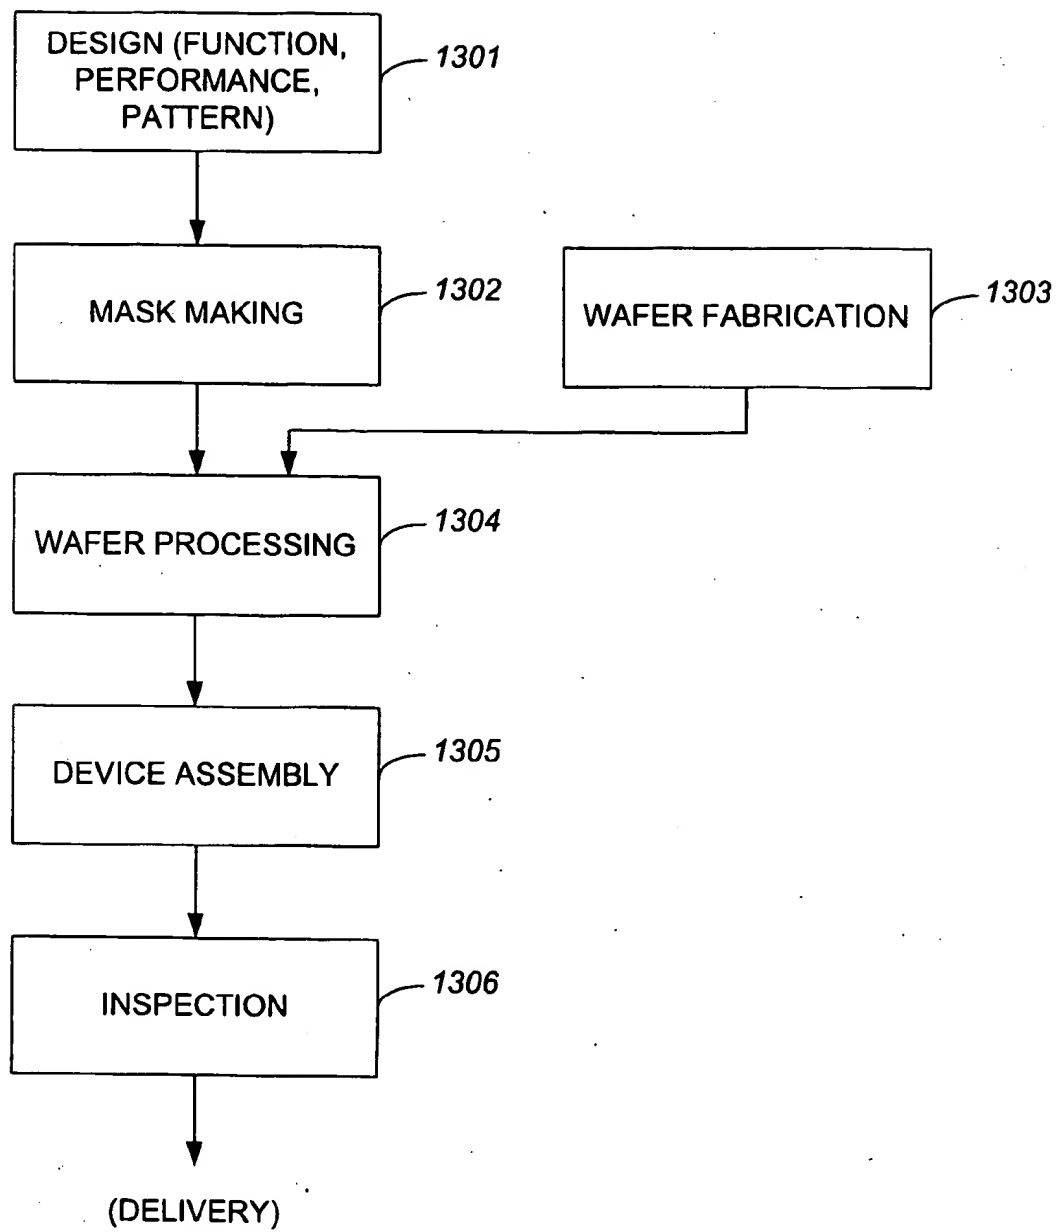 DESIGN (FUNCTION,
PERFORMANCE,
PATTERN)
1301
MASK MAKING
1302
WAFER FABRICATION
1303
WAFER PROCESSING
1304
DEVICE ASSEMBLY
1305
INSPECTION
1306
(DELIVERY)